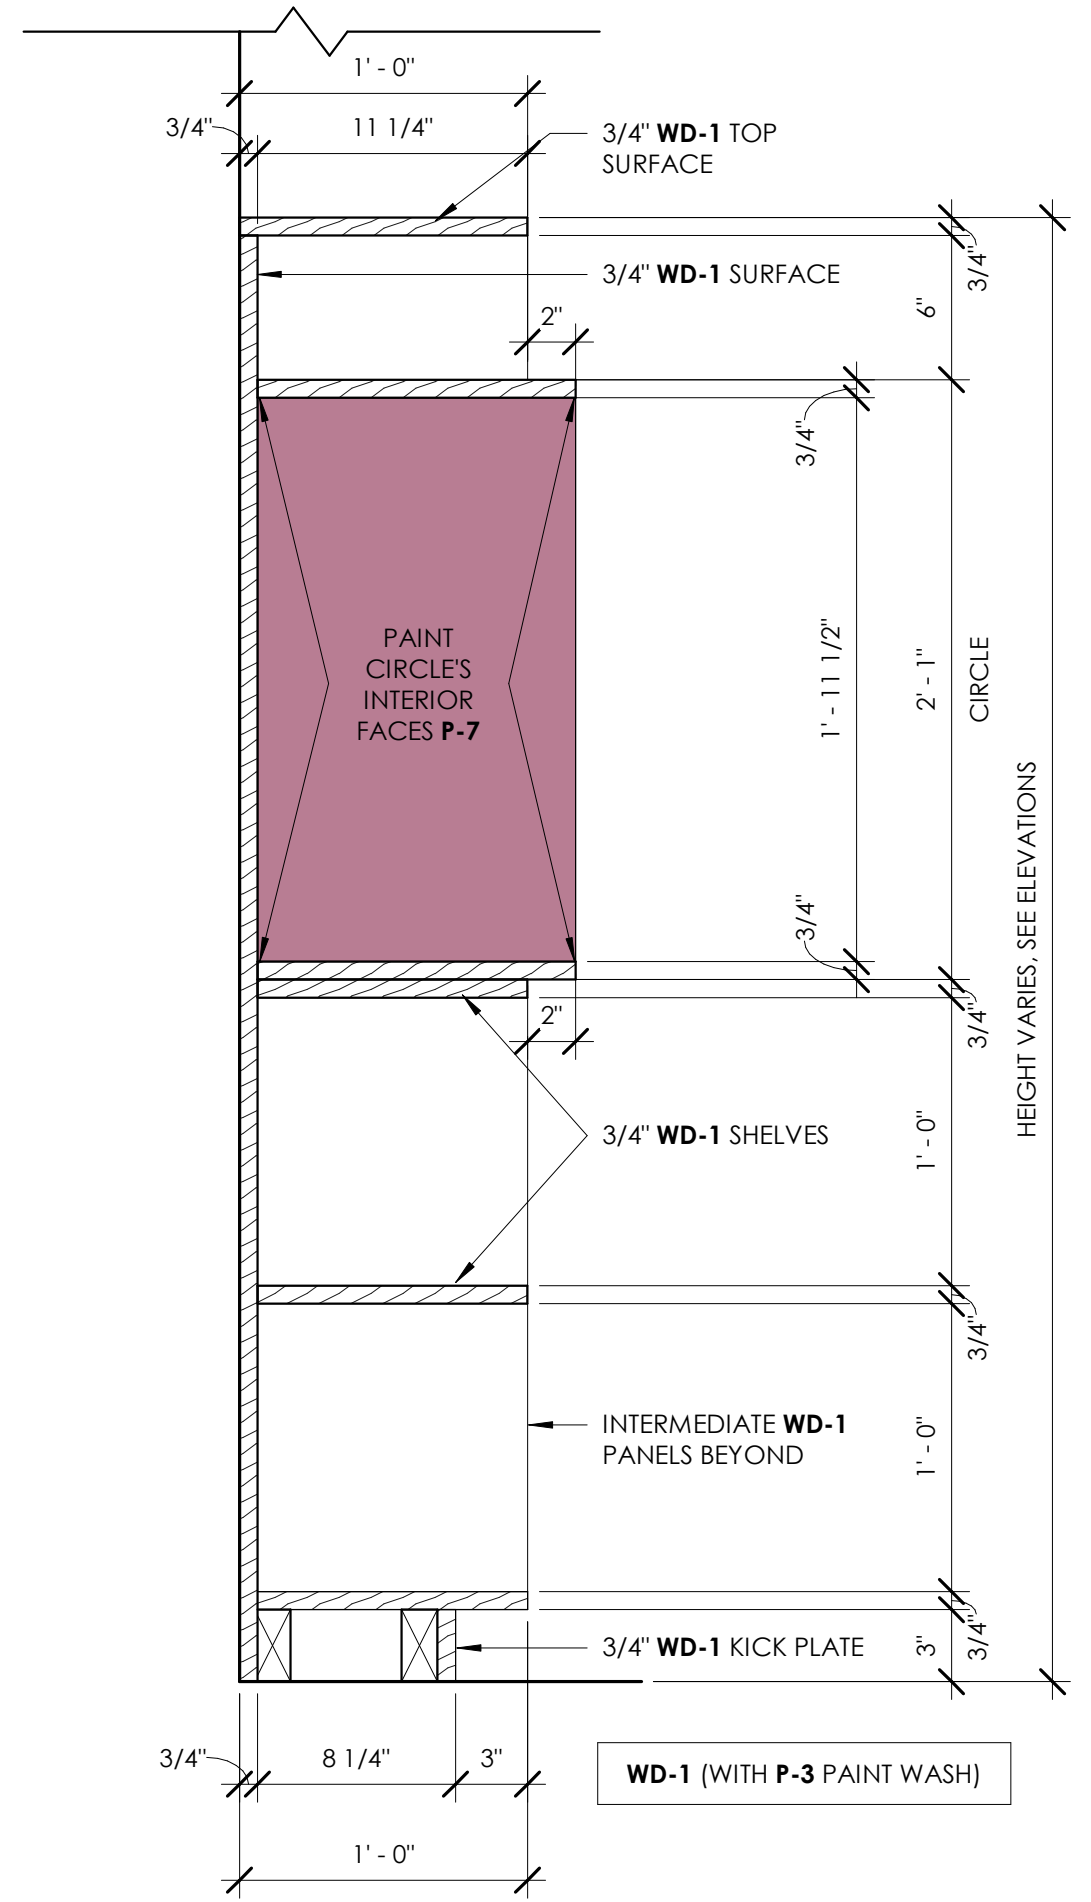 1' - 0"
3/4"
11 1/4"
3/4" WD-1 TOP
SURFACE
3/4" WD-1 SURFACE
3/4"
6"
2"
3/4"
PAINT
CIRCLE'S
INTERIOR
FACES P-7
1' - 11 1/2"
2' - 1"
CIRCLE
HEIGHT VARIES, SEE ELEVATIONS
3/4"
3/4"
2"
3/4" WD-1 SHELVES
1' - 0"
3/4"
INTERMEDIATE WD-1
PANELS BEYOND
1' - 0"
3/4" WD-1 KICK PLATE
3"
3/4"
3/4"
8 1/4"
3"
WD-1 (WITH P-3 PAINT WASH)
1' - 0"